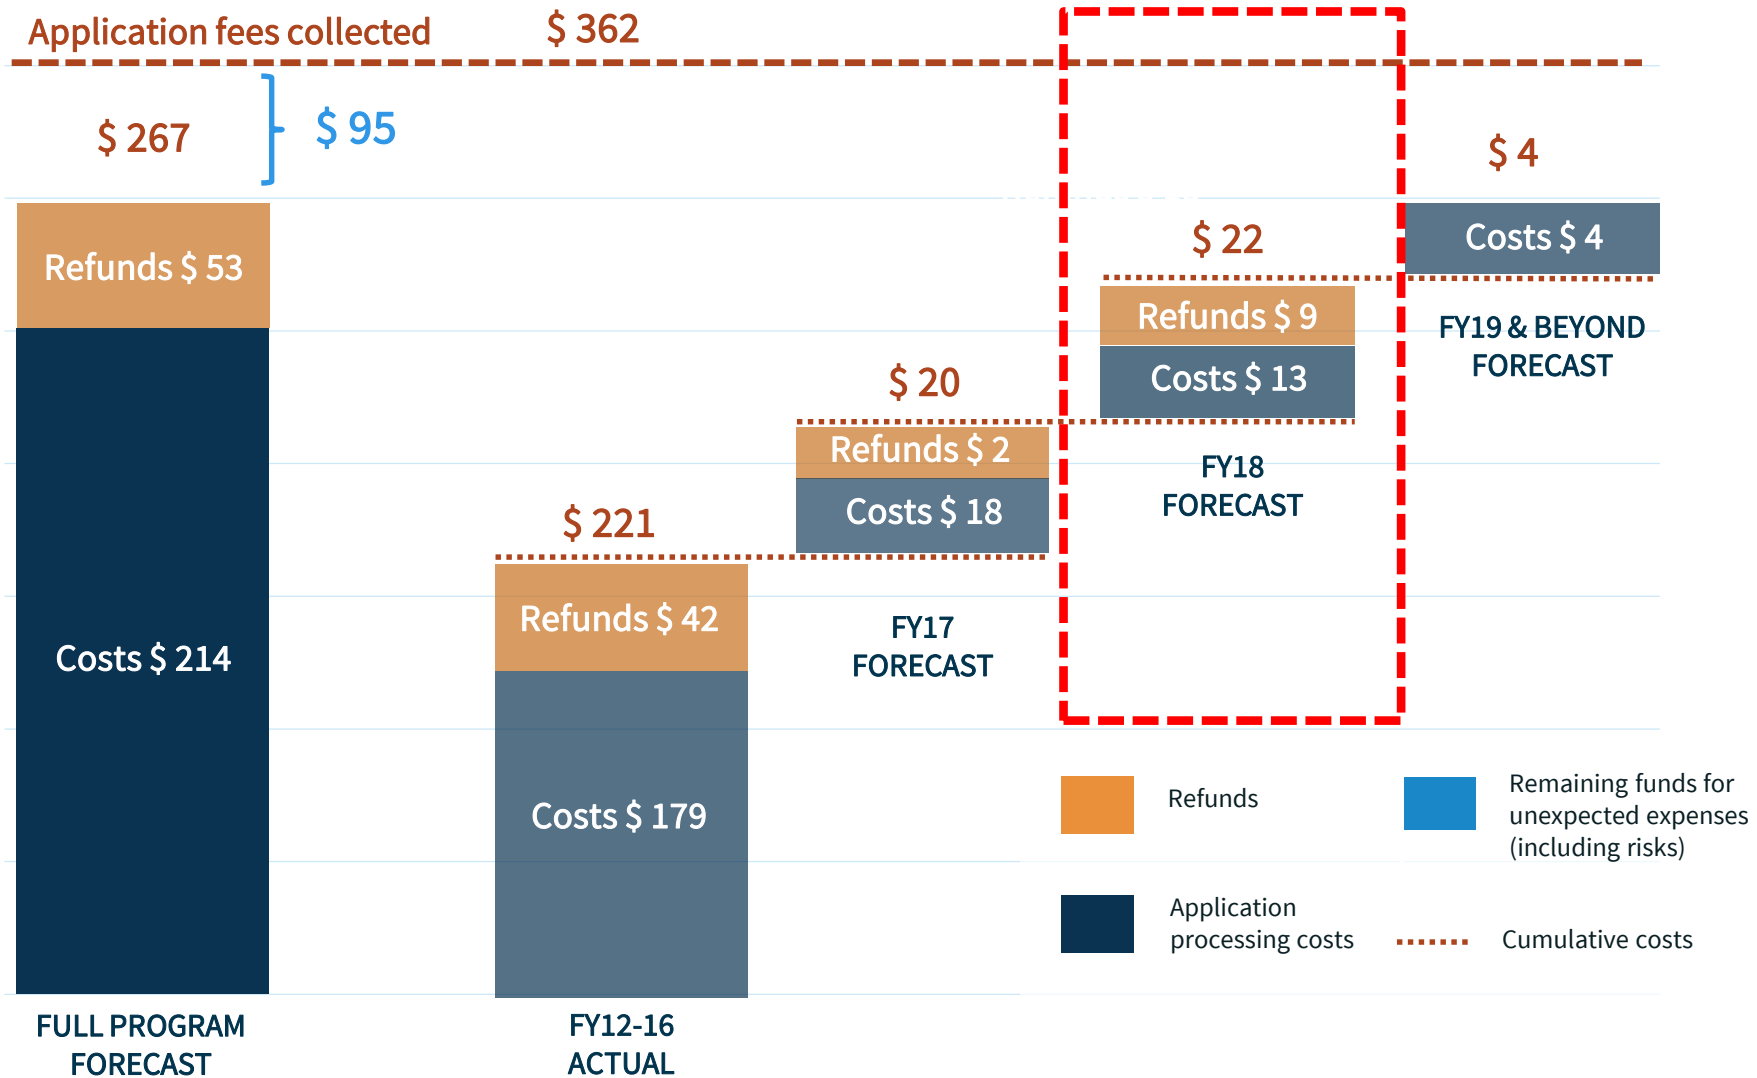 Application fees collected $ 362
$ 267
$ 95
Refunds $ 53
Costs $ 214
FULL PROGRAM
FORECAST
$ 221
Refunds $ 42
Costs $ 179
FY12-16
ACTUAL
$ 20
Refunds $ 2
Costs $ 18
FY17
FORECAST
$ 22
Refunds $ 9
Costs $ 13
FY18
FORECAST
$ 4
Costs $ 4
FY19 & BEYOND
FORECAST
Refunds
Remaining funds for
unexpected expenses
(including risks)
Application
processing costs
Cumulative costs